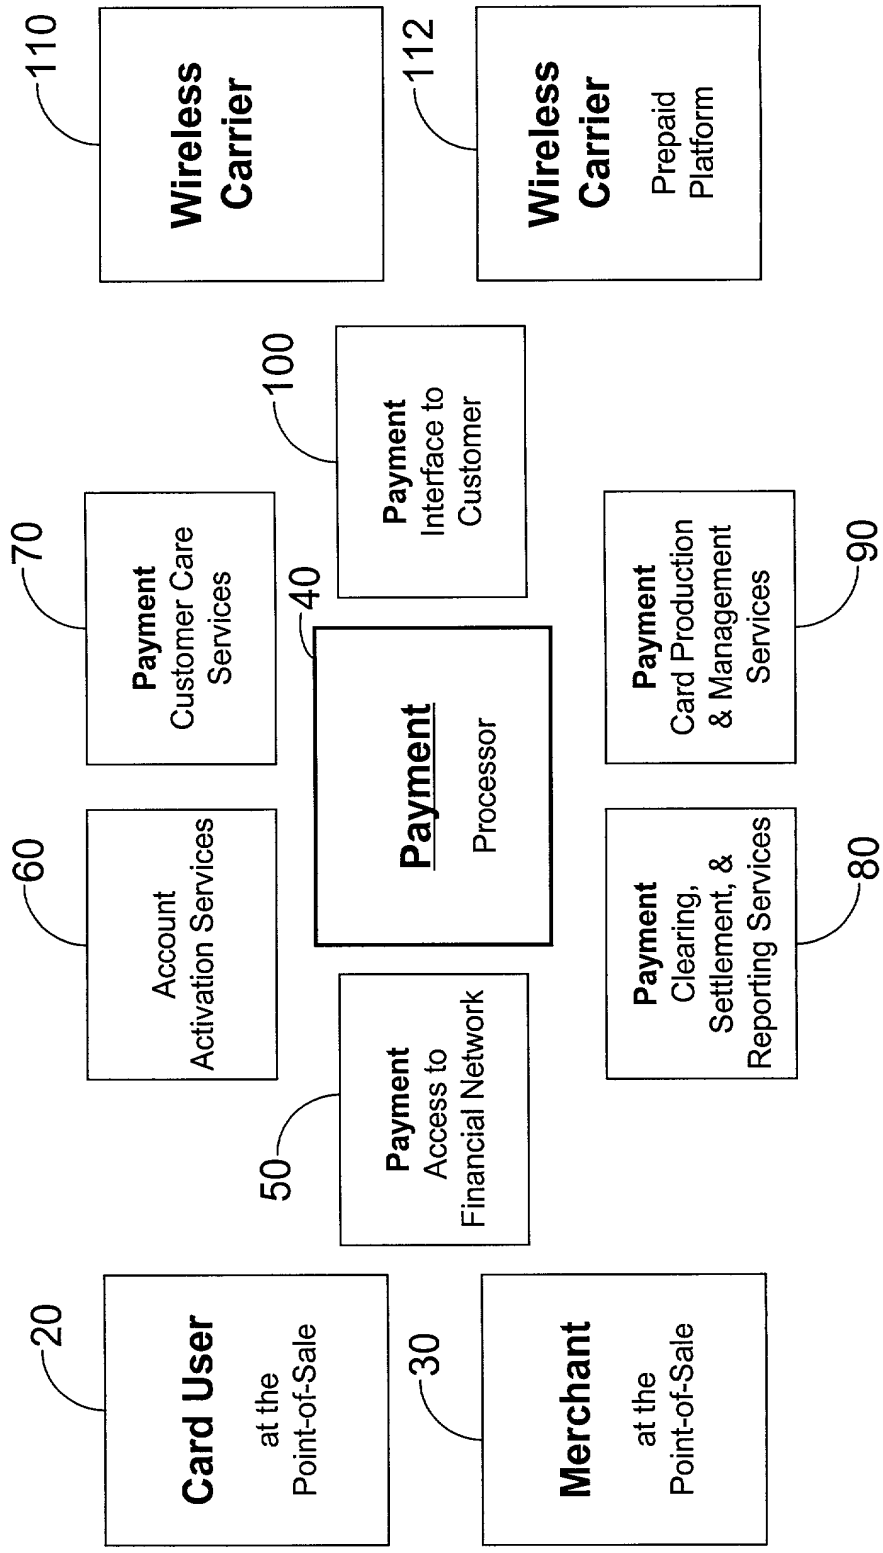 20
Card User
at the
Point-of-Sale
30
Merchant
at the
Point-of-Sale
50
Payment
Access to
Financial Network
60
Account
Activation Services
70
Payment
Customer Care
Services
40
Payment
Processor
80
Payment
Clearing,
Settlement, &
Reporting Services
90
Payment
Card Production
& Management
Services
100
Payment
Interface to
Customer
110
Wireless
Carrier
112
Wireless
Carrier
Prepaid
Platform